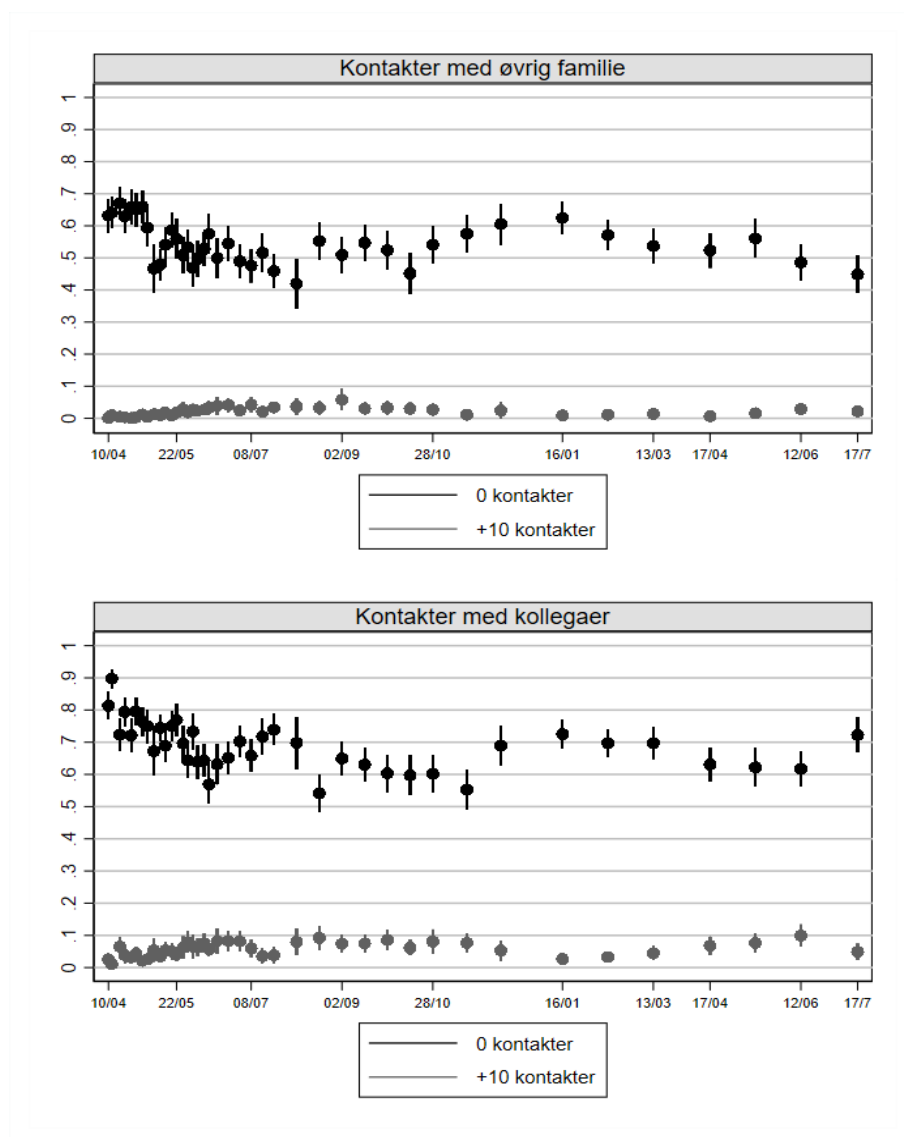 Kontakter med øvrig familie
1
.9
.8
.7
.6
.5
.4
.3
.2
.1
0
10/04 22/05 08/07 02/09 28/10 16/01 13/03 17/04 12/06 17/7
0 kontakter
+10 kontakter
Kontakter med kollegaer
1
.9
.8
.7
.6
.5
.4
.3
.2
.1
0
10/04 22/05 08/07 02/09 28/10 16/01 13/03 17/04 12/06 17/7
0 kontakter
+10 kontakter